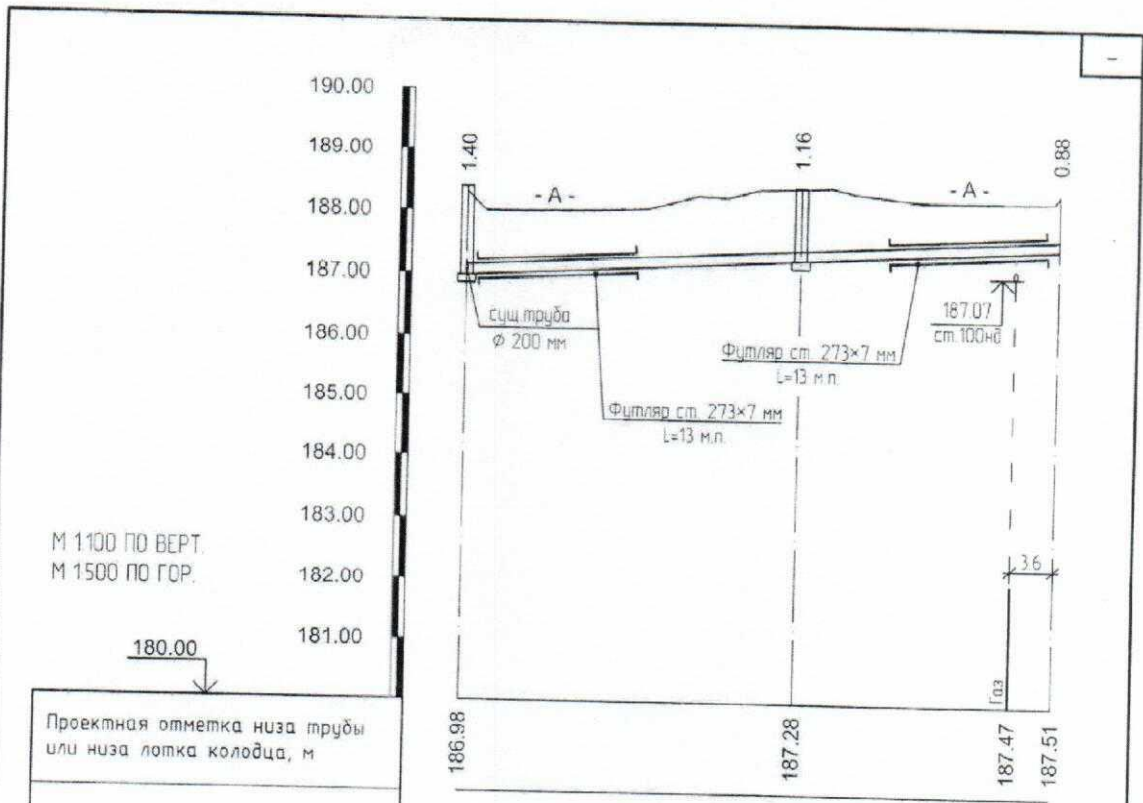 -
190.00
189.00
188.00
187.00
186.00
185.00
184.00
183.00
182.00
181.00
180.00
1.40
1.16
0.88
- А -
- А -
сущ.труба
Ф 200 мм
Футляр ст. 273×7 мм
L=13 м.п.
Футляр ст. 273×7 мм
L=13 м.п.
187.07
ст.100нд
3.6
М 1:100 ПО ВЕРТ.
М 1:500 ПО ГОР.
Газ
Проектная отметка низа трубы
или низа лотка колодца, м
186.98
187.28
187.47
187.51